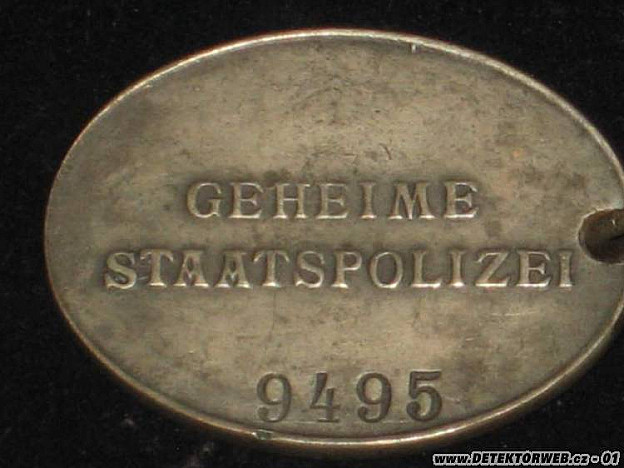 GEHEIME
STAATSPOLIZEI
9495
www.DETEKTORWEB.cz - 01